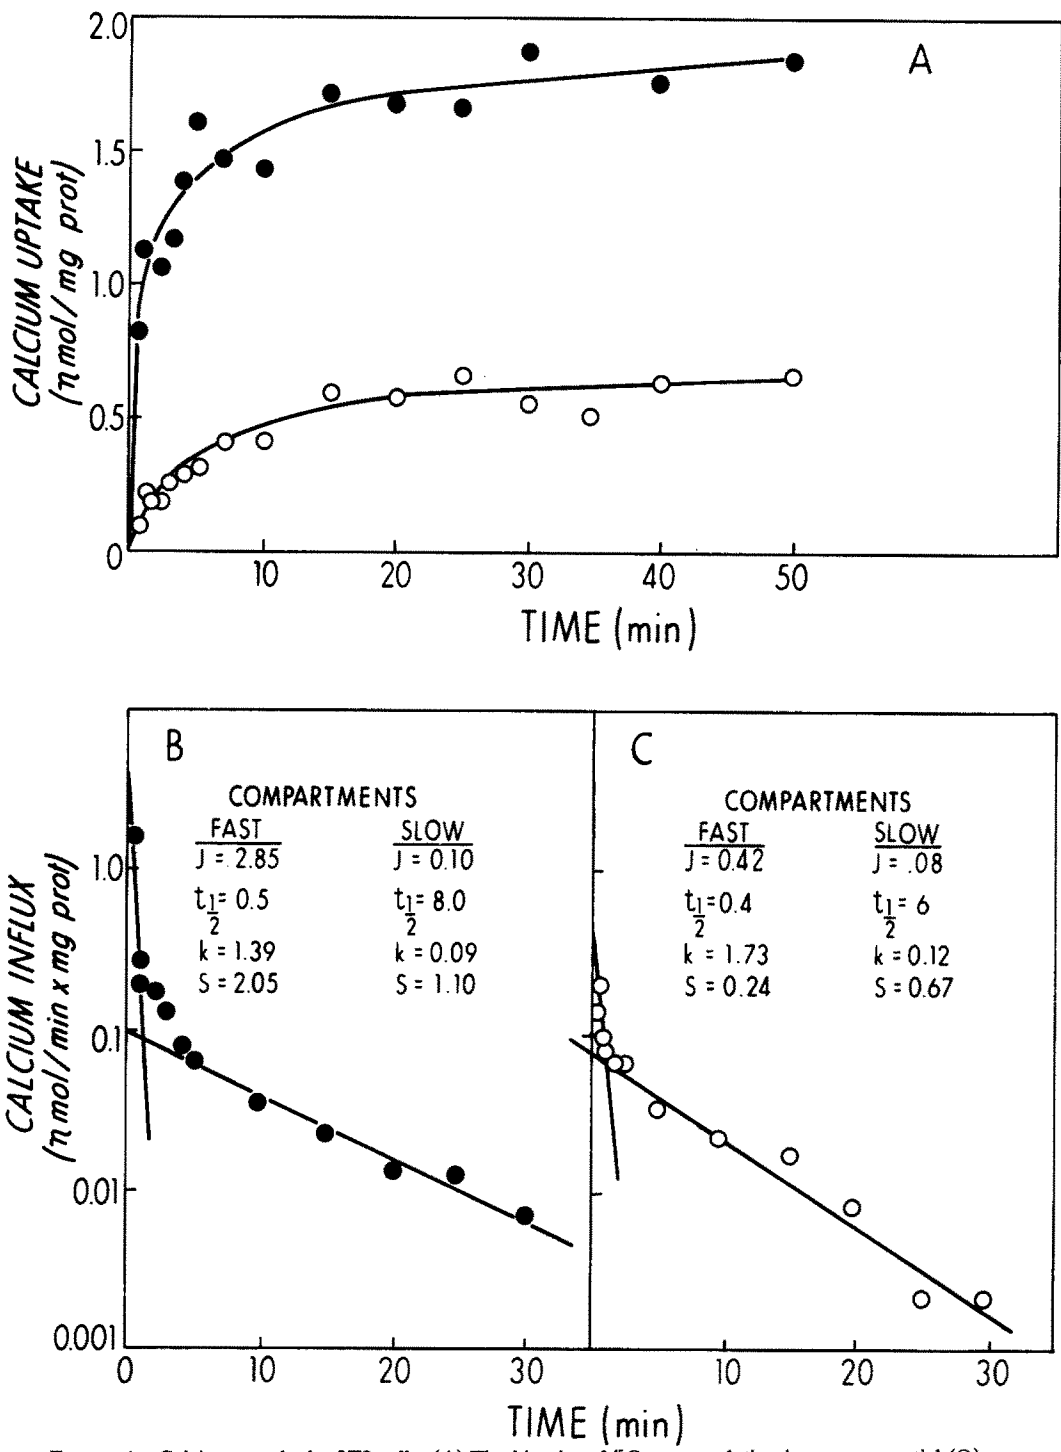 2.0
A
1.5
1.0
0.5
0
CALCIUM UPTAKE
(ηmol/mg prot)
10 20 30 40 50
TIME (min)
B
COMPARTMENTS
FAST SLOW
J = 2.85 J = 0.10
t1/2 = 0.5 t1/2 = 8.0
k = 1.39 k = 0.09
S = 2.05 S = 1.10
C
COMPARTMENTS
FAST SLOW
J = 0.42 J = .08
t1/2 = 0.4 t1/2 = 6
k = 1.73 k = 0.12
S = 0.24 S = 0.67
CALCIUM INFLUX
(ηmol/min x mg prot)
1.0
0.1
0.01
0.001
0 10 20 30 10 20 30
TIME (min)